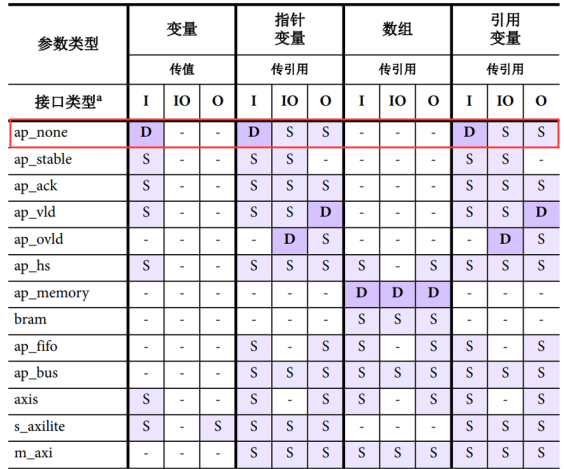 参数类型 变量 指针变量 数组 引用变量
传值 传引用 传引用 传引用
接口类型a I IO O I IO O I IO O I IO O
ap_none D - - D S S - - - D S S
ap_stable S - - S S - - - - S S -
ap_ack S - - S S S - - - S S S
ap_vld S - - S S D - - - S S D
ap_ovld - - - - D S - - - - D S
ap_hs S - - S S S S - S S S S
ap_memory - - - - - - D D D - - -
bram - - - - - - S S S - - -
ap_fifo - - - S - S S - S S - S
ap_bus - - - S S S S S S S S S
axis S - - S - S S - S S - S
s_axilite S - S S S S - - - S S S
m_axi - - - S S S S S S S S S